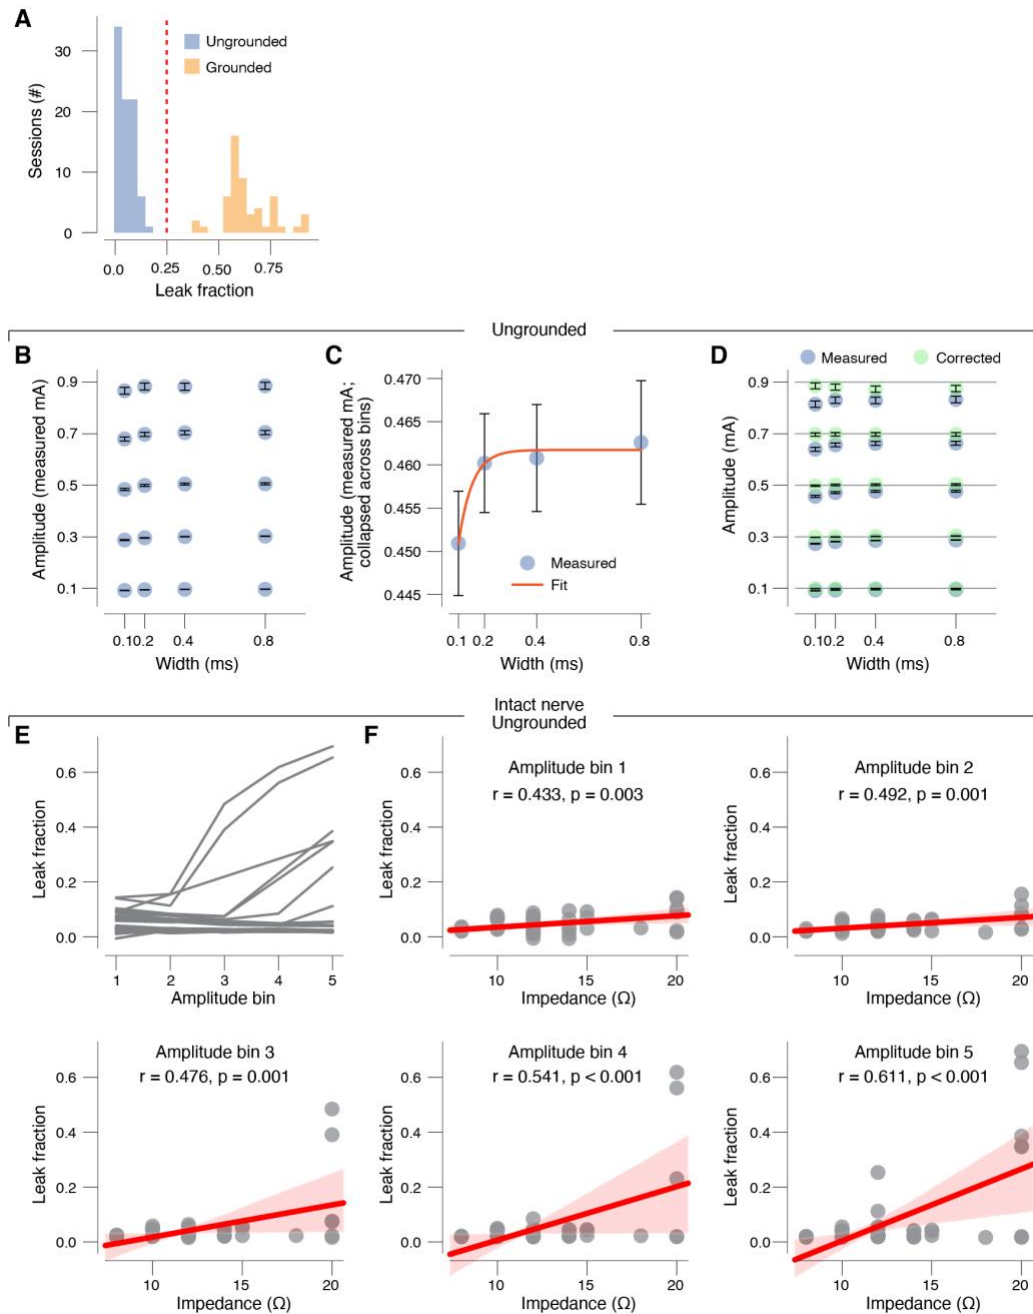 A
Ungrounded
Grounded
Sessions (#)
30
20
10
0
0.0 0.25 0.50 0.75
Leak fraction
Ungrounded
B
Amplitude (measured mA)
0.9
0.7
0.5
0.3
0.1
0.1 0.2 0.4 0.8
Width (ms)
C
Amplitude (measured mA;
collapsed across bins)
0.470
0.465
0.460
0.455
0.450
0.445
Measured
Fit
0.1 0.2 0.4 0.8
Width (ms)
D
Measured Corrected
Amplitude (mA)
0.9
0.7
0.5
0.3
0.1
0.1 0.2 0.4 0.8
Width (ms)
Intact nerve
Ungrounded
E
Leak fraction
0.6
0.4
0.2
0.0
1 2 3 4 5
Amplitude bin
F
Amplitude bin 1
r = 0.433, p = 0.003
Leak fraction
0.6
0.4
0.2
0.0
10 15 20
Impedance (Ω)
Amplitude bin 2
r = 0.492, p = 0.001
Leak fraction
0.6
0.4
0.2
0.0
10 15 20
Impedance (Ω)
Amplitude bin 3
r = 0.476, p = 0.001
Leak fraction
0.6
0.4
0.2
0.0
10 15 20
Impedance (Ω)
Amplitude bin 4
r = 0.541, p < 0.001
Leak fraction
0.6
0.4
0.2
0.0
10 15 20
Impedance (Ω)
Amplitude bin 5
r = 0.611, p < 0.001
Leak fraction
0.6
0.4
0.2
0.0
10 15 20
Impedance (Ω)